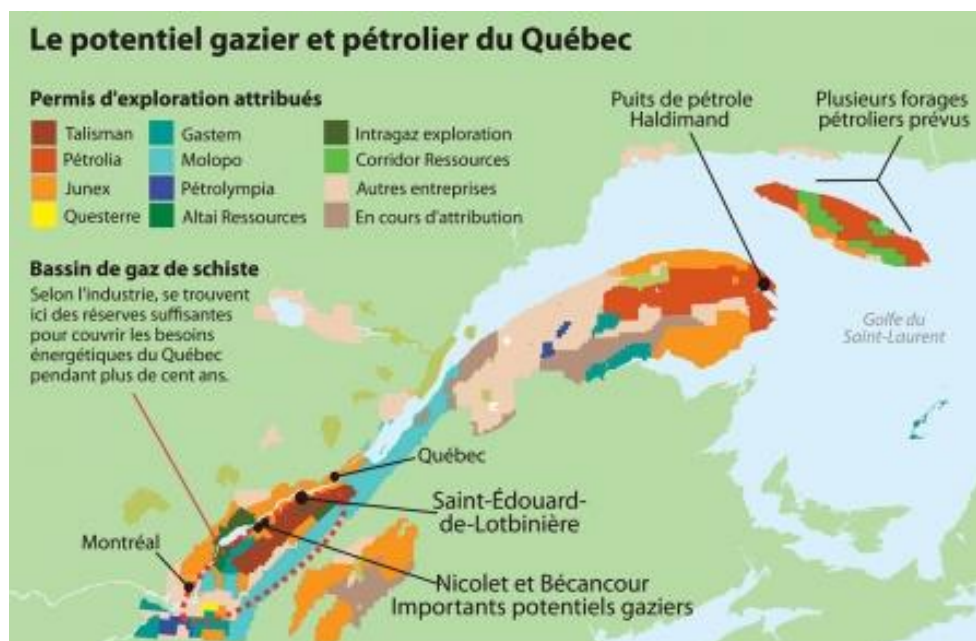 Le potentiel gazier et pétrolier du Québec
Permis d'exploration attribués
Talisman
Pétrolia
Junex
Questerre
Gastem
Molopo
Pétrolympia
Altai Ressources
Intragaz exploration
Corridor Ressources
Autres entreprises
En cours d'attribution
Puits de pétrole
Haldimand
Plusieurs forages
pétroliers prévus
Bassin de gaz de schiste
Selon l'industrie, se trouvent
ici des réserves suffisantes
pour couvrir les besoins
énergétiques du Québec
pendant plus de cent ans.
Golfe du
Saint-Laurent
Québec
Saint-Édouard-
de-Lotbinière
Montréal
Nicolet et Bécancour
Importants potentiels gaziers